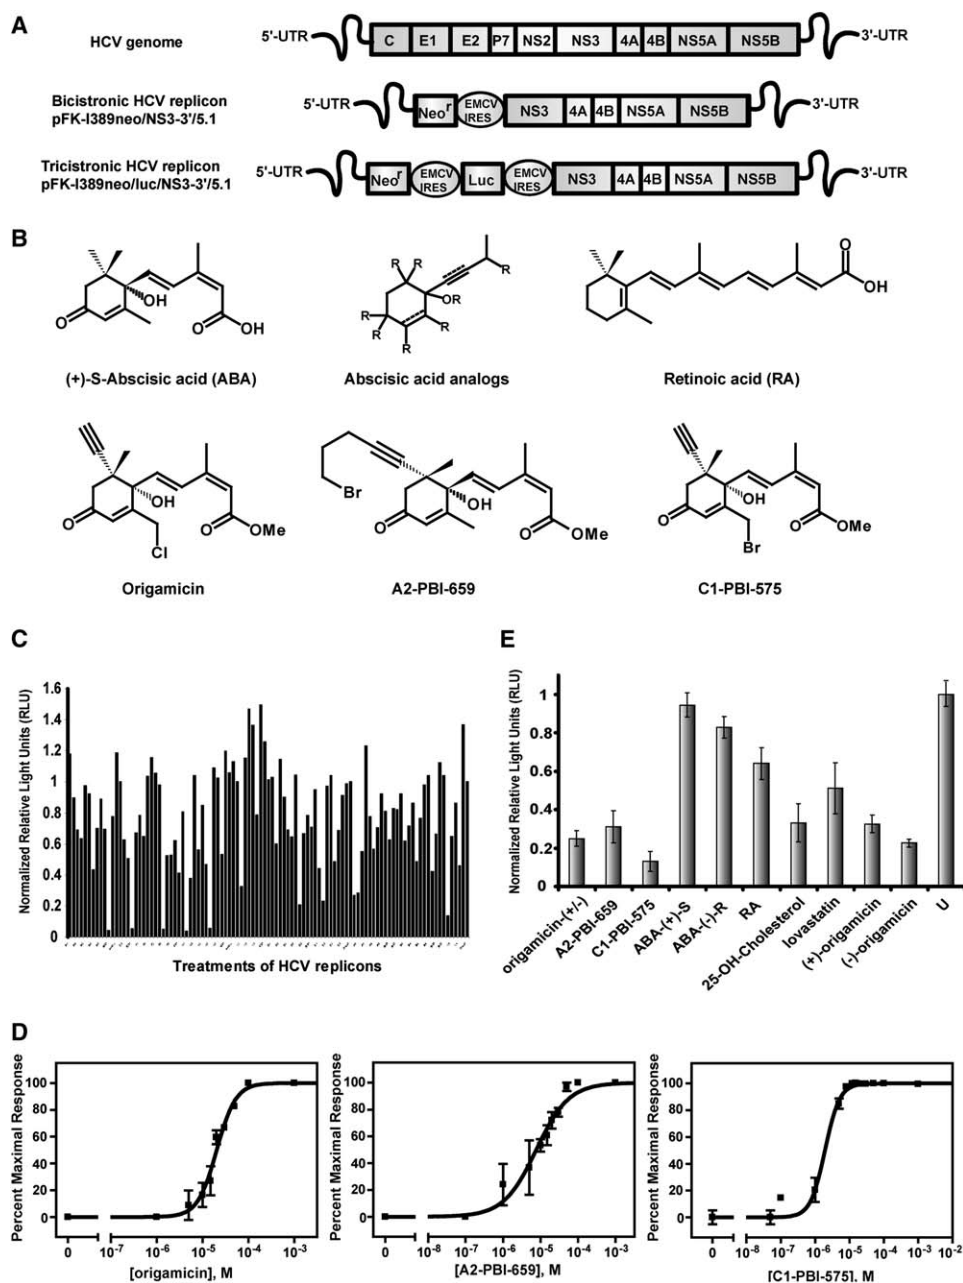 A
HCV genome
5'-UTR C E1 E2 P7 NS2 NS3 4A 4B NS5A NS5B 3'-UTR
Bicistronic HCV replicon
pFK-I389neo/NS3-3'/5.1
5'-UTR Neoʳ EMCV IRES NS3 4A 4B NS5A NS5B 3'-UTR
Tricistronic HCV replicon
pFK-I389neo/luc/NS3-3'/5.1
5'-UTR Neoʳ EMCV IRES Luc EMCV IRES NS3 4A 4B NS5A NS5B 3'-UTR
B
OH
O
O
OH
(+)-S-Abscisic acid (ABA)
R
R
R
OR
R
R
R
R
Abscisic acid analogs
O
OH
Retinoic acid (RA)
OH
O
Cl
O
OMe
Origamicin
Br
OH
O
O
OMe
A2-PBI-659
OH
O
Br
O
OMe
C1-PBI-575
C
Normalized Relative Light Units (RLU)
1.6
1.4
1.2
1
0.8
0.6
0.4
0.2
0
Treatments of HCV replicons
E
Normalized Relative Light Units (RLU)
1
0.8
0.6
0.4
0.2
0
origamicin-(+/-)
A2-PBI-659
C1-PBI-575
ABA-(+)-S
ABA-(-)-R
RA
25-OH-Cholesterol
lovastatin
(+)-origamicin
(-)-origamicin
U
D
Percent Maximal Response
100
80
60
40
20
0
0 10⁻⁷ 10⁻⁶ 10⁻⁵ 10⁻⁴ 10⁻³
[origamicin], M
Percent Maximal Response
100
80
60
40
20
0
0 10⁻⁸ 10⁻⁷ 10⁻⁶ 10⁻⁵ 10⁻⁴ 10⁻³
[A2-PBI-659], M
Percent Maximal Response
100
80
60
40
20
0
0 10⁻⁸ 10⁻⁷ 10⁻⁶ 10⁻⁵ 10⁻⁴ 10⁻³ 10⁻²
[C1-PBI-575], M